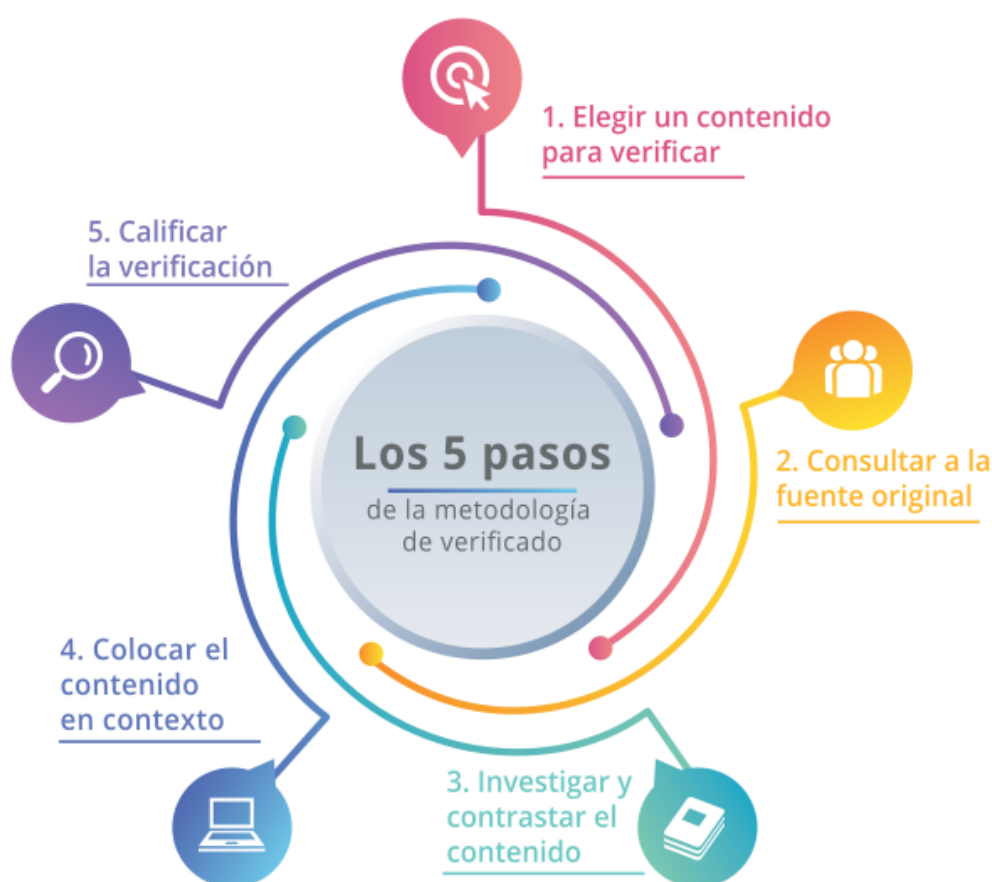 1. Elegir un contenido
para verificar
5. Calificar
la verificación
Los 5 pasos
de la metodología
de verificado
2. Consultar a la
fuente original
4. Colocar el
contenido
en contexto
3. Investigar y
contrastar el
contenido